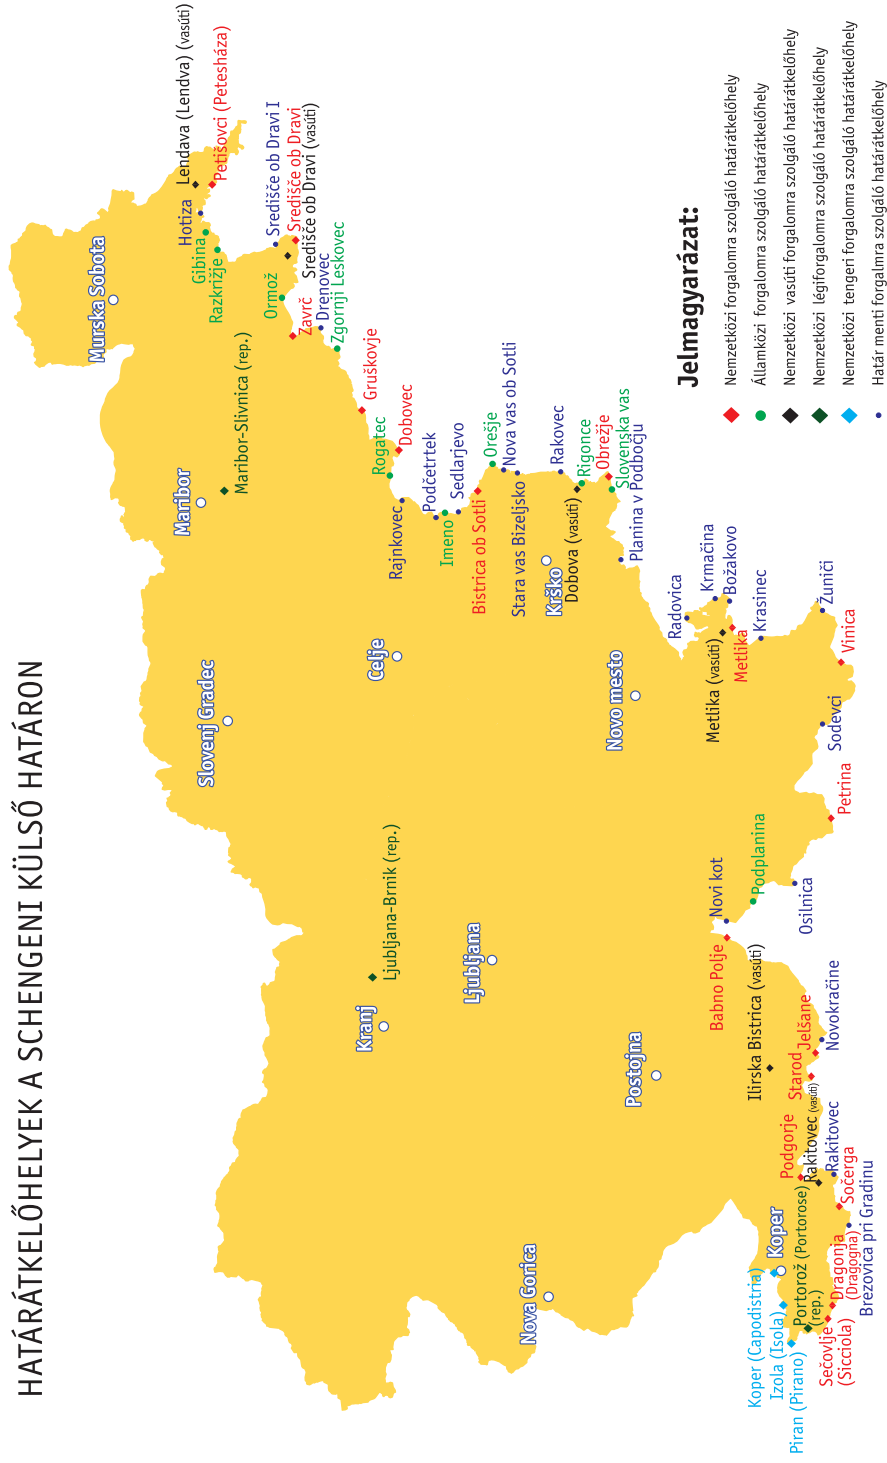 HATÁRÁTKELŐHELYEK A SCHENGENI KÜLSŐ HATÁRON
Murska Sobota
Lendava (Lendva) (vasúti)
Petišovci (Petesháza)
Hotiza
Gibina
Razkrižje
Središče ob Dravi I
Središče ob Dravi
Središče ob Dravi (vasúti)
Ormož
Zavrč
Drenovec
Zgornji Leskovec
Maribor-Slivnica (rep.)
Maribor
Gruškovje
Rogatec
Dobovec
Rajnkovec
Podčetrtek
Imeno
Sedlarjevo
Bistrica ob Sotli
Orešje
Nova vas ob Sotli
Stara vas Bizeljsko
Rakovec
Krško
Dobova (vasúti)
Rigonce
Obrežje
Slovenska vas
Planina v Podbočju
Slovenj Gradec
Celje
Novo mesto
Radovica
Krmačina
Božakovo
Metlika (vasúti)
Metlika
Krasinec
Žuniči
Vinica
Sodevci
Petrina
Podplanina
Osilnica
Novi kot
Babno Polje
Ljubljana-Brnik (rep.)
Kranj
Ljubljana
Postojna
Ilirska Bistrica (vasúti)
Novokračine
Jelšane
Starod
Podgorje
Rakitovec (vasúti)
Rakitovec
Sočerga
Brezovica pri Gradinu
Dragonja
(Dragogna)
Koper
Portorož (Portorose)
(rep.)
Sečovlje
(Sicciola)
Koper (Capodistria)
Izola (Isola)
Piran (Pirano)
Nova Gorica
Jelmagyarázat:
Nemzetközi forgalomra szolgáló határátkelőhely
Államközi forgalomra szolgáló határátkelőhely
Nemzetközi vasúti forgalomra szolgáló határátkelőhely
Nemzetközi légiforgalomra szolgáló határátkelőhely
Nemzetközi tengeri forgalomra szolgáló határátkelőhely
Határ menti forgalmra szolgáló határátkelőhely